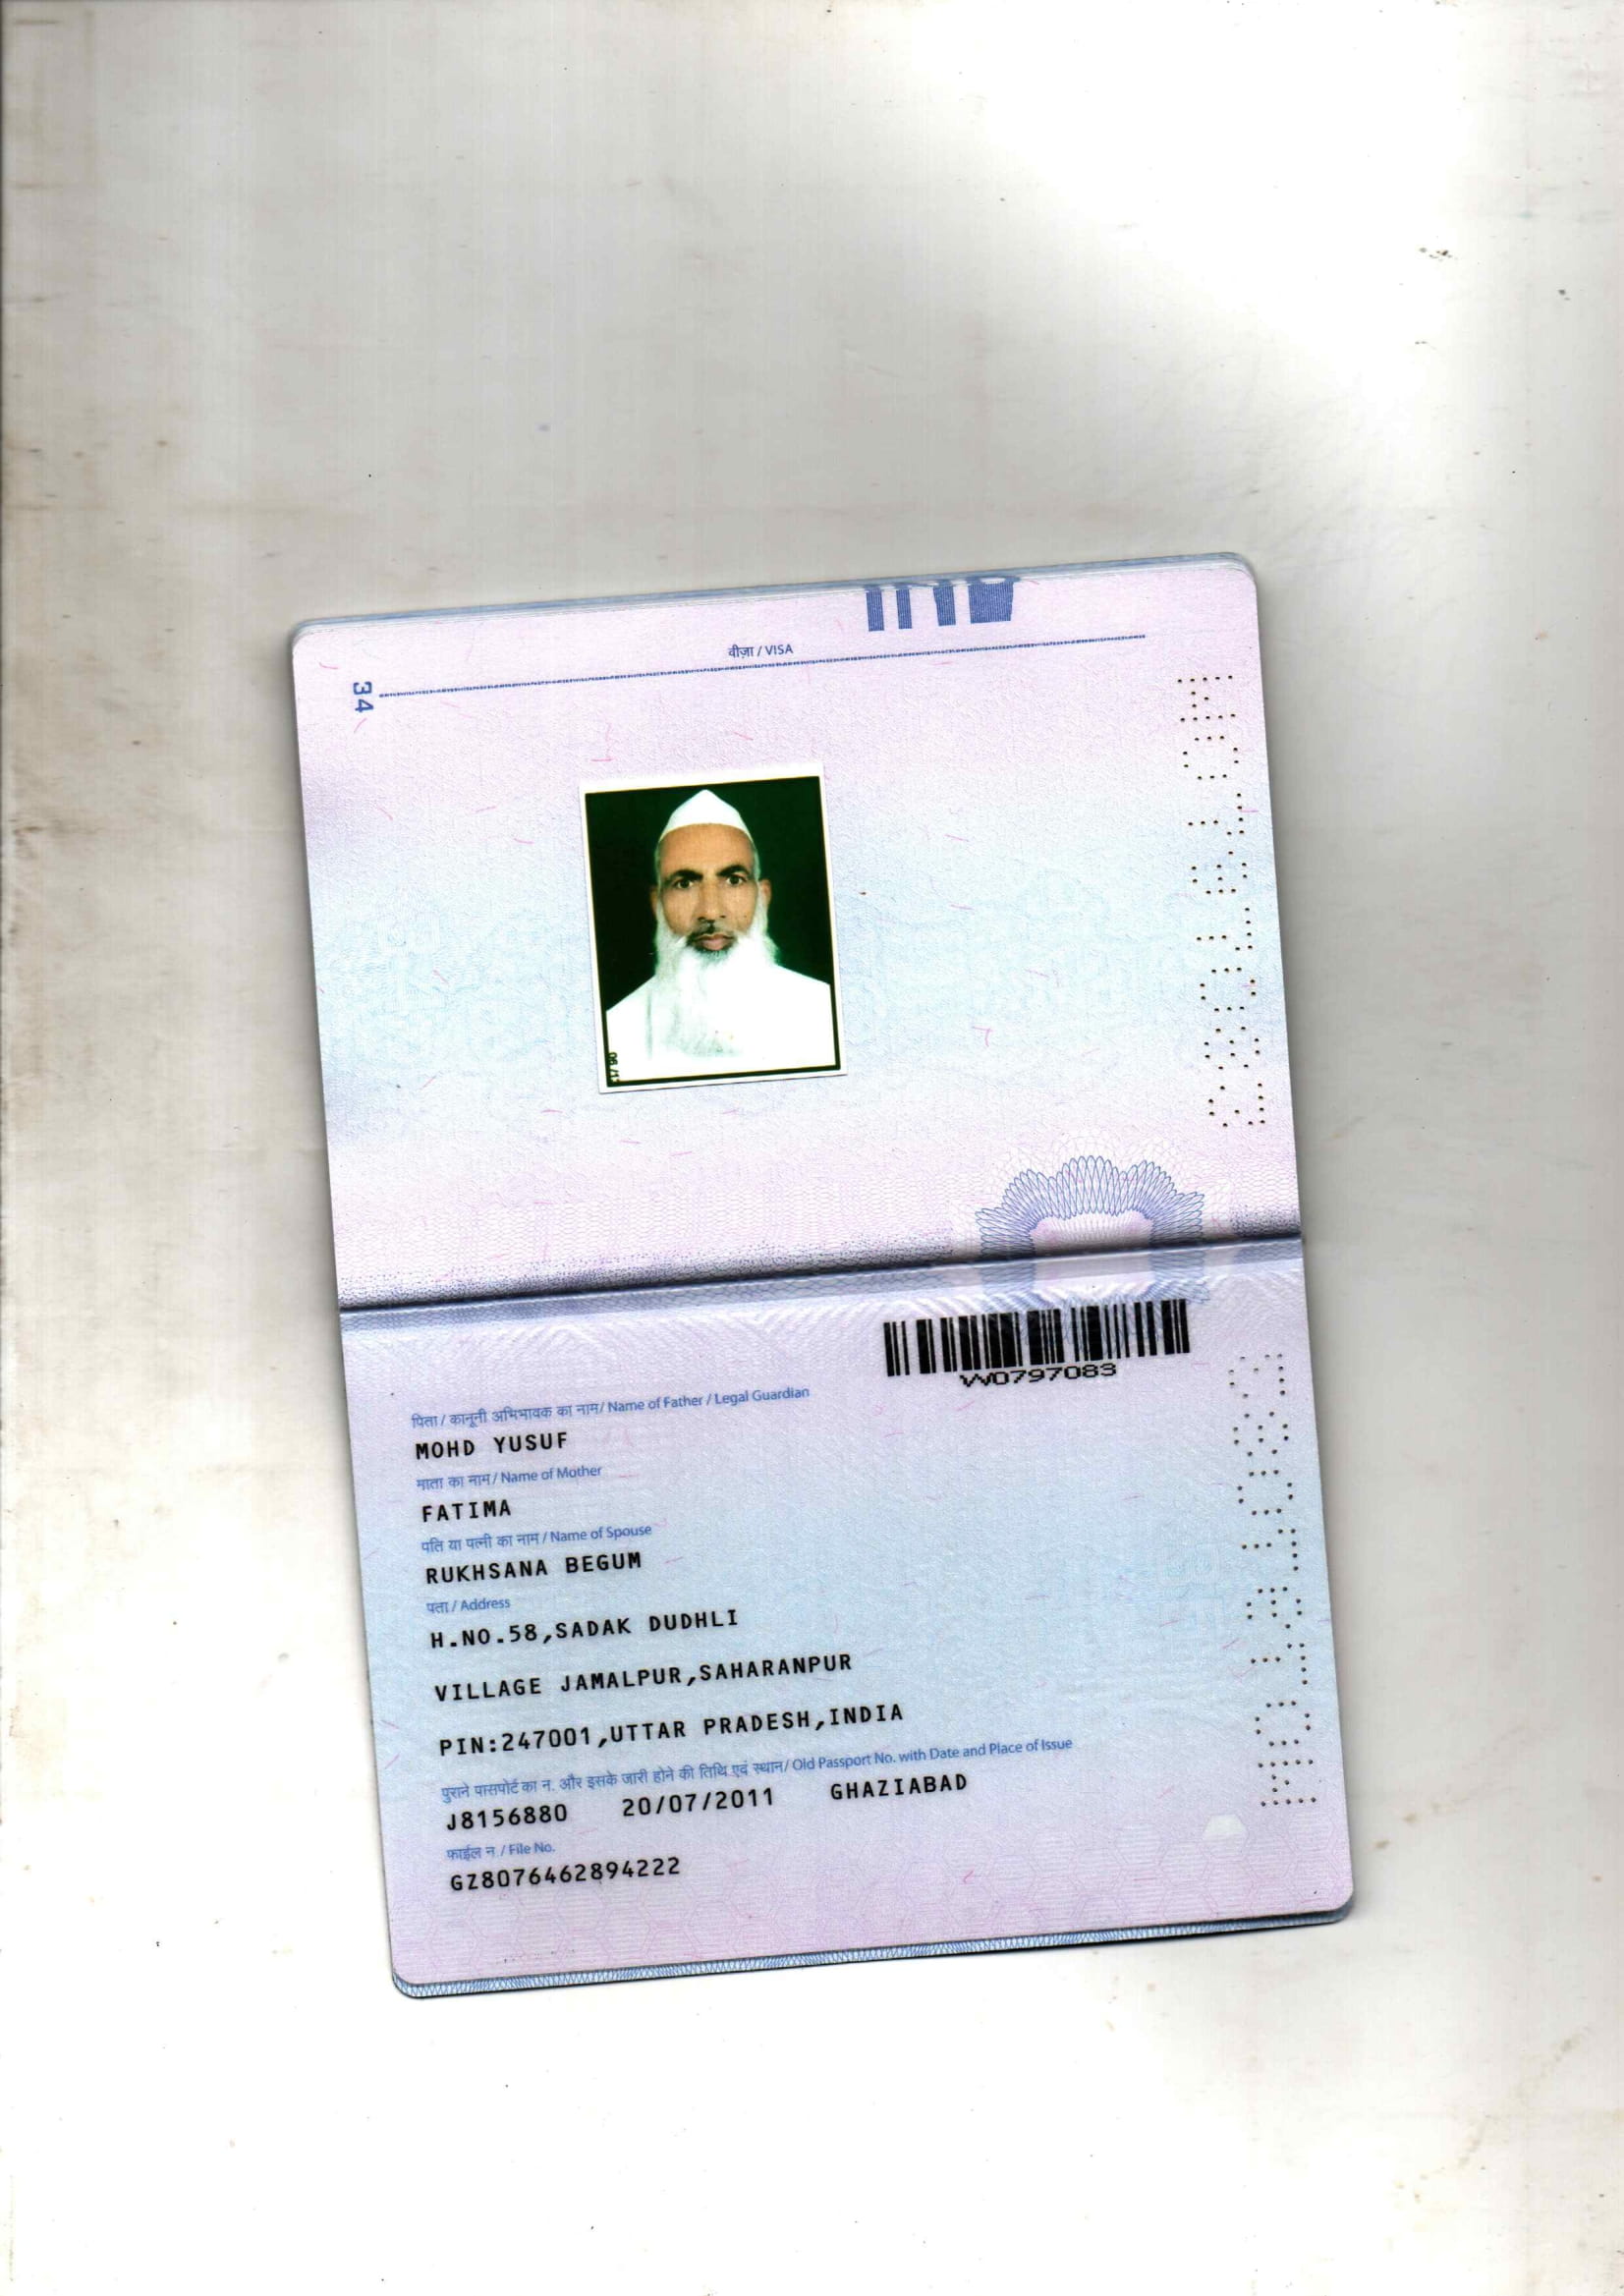 वीज़ा / VISA
34
VV0797083
पिता / कानूनी अभिभावक का नाम/ Name of Father / Legal Guardian
MOHD YUSUF
माता का नाम/ Name of Mother
FATIMA
पति या पत्नी का नाम / Name of Spouse
RUKHSANA BEGUM
पता / Address
H.NO.58,SADAK DUDHLI
VILLAGE JAMALPUR,SAHARANPUR
PIN:247001,UTTAR PRADESH,INDIA
पुराने पासपोर्ट का न. और इसके जारी होने की तिथि एवं स्थान/ Old Passport No. with Date and Place of Issue
J8156880 20/07/2011 GHAZIABAD
फाईल न / File No.
GZ8076462894222